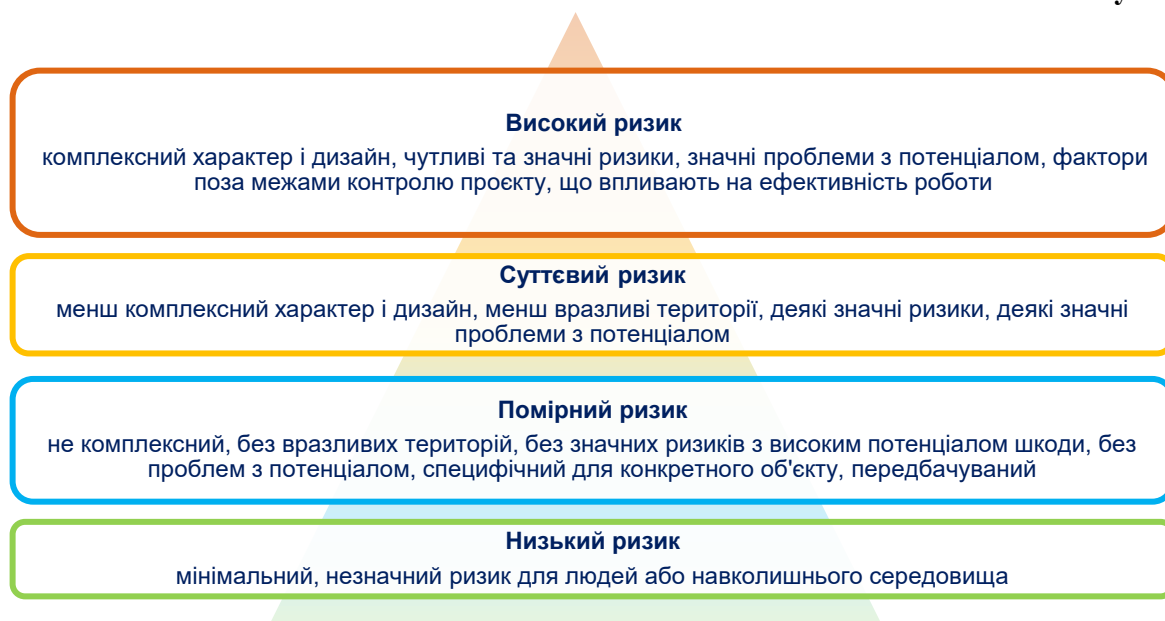 Високий ризик
комплексний характер і дизайн, чутливі та значні ризики, значні проблеми з потенціалом, фактори
поза межами контролю проєкту, що впливають на ефективність роботи
Суттєвий ризик
менш комплексний характер і дизайн, менш вразливі території, деякі значні ризики, деякі значні
проблеми з потенціалом
Помірний ризик
не комплексний, без вразливих територій, без значних ризиків з високим потенціалом шкоди, без
проблем з потенціалом, специфічний для конкретного об'єкту, передбачуваний
Низький ризик
мінімальний, незначний ризик для людей або навколишнього середовища